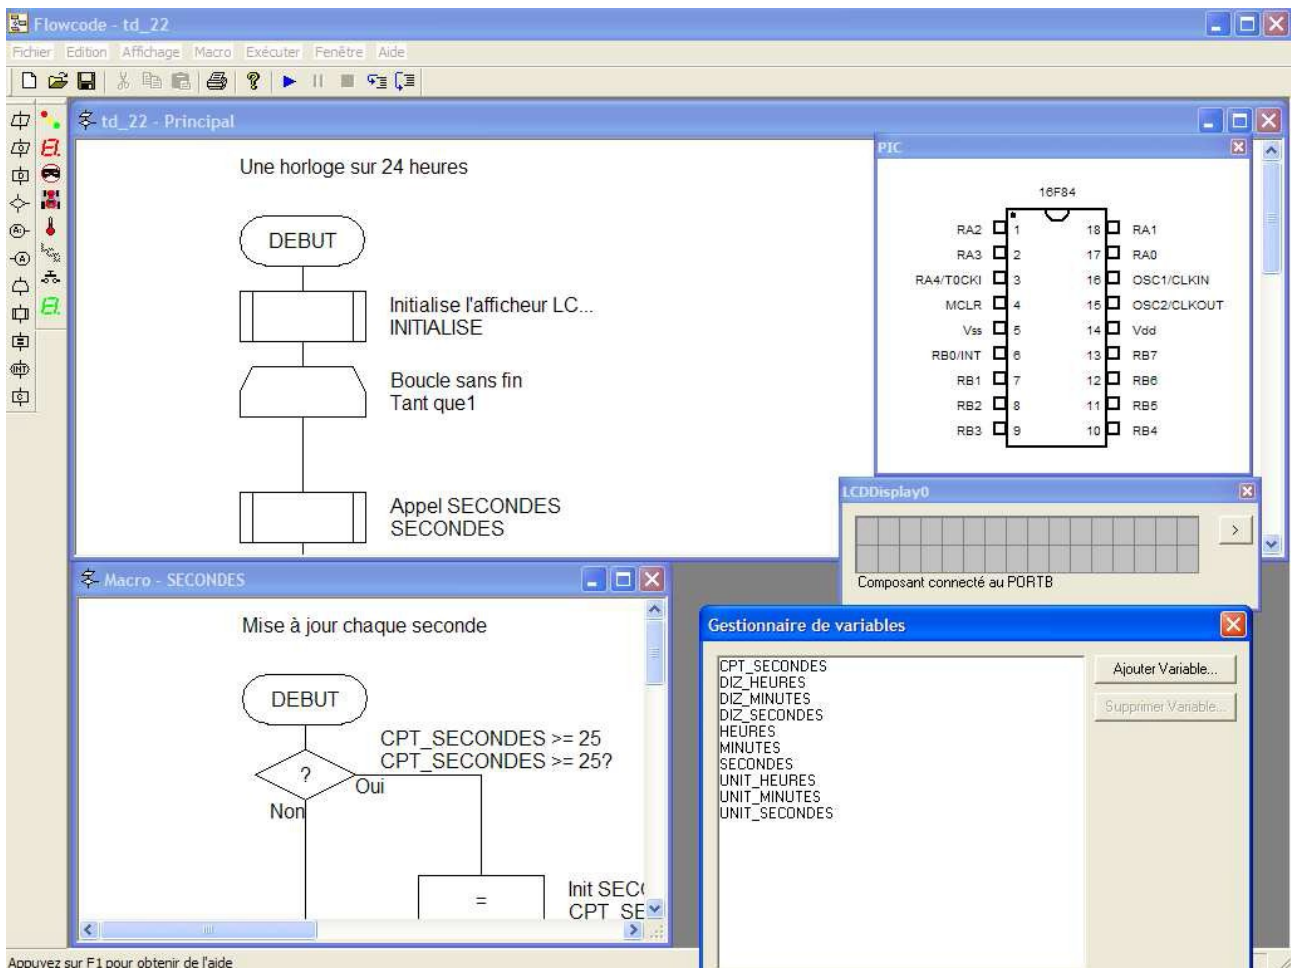 Flowcode - td_22
Fichier Edition Affichage Macro Exécuter Fenêtre Aide
td_22 - Principal
Une horloge sur 24 heures
DEBUT
Initialise l'afficheur LC...
INITIALISE
Boucle sans fin
Tant que1
Appel SECONDES
SECONDES
PIC
16F84
RA2 1 18 RA1
RA3 2 17 RA0
RA4/T0CKI 3 16 OSC1/CLKIN
MCLR 4 15 OSC2/CLKOUT
Vss 5 14 Vdd
RB0/INT 6 13 RB7
RB1 7 12 RB6
RB2 8 11 RB5
RB3 9 10 RB4
LCDDisplay0
>
Composant connecté au PORTB
Macro - SECONDES
Mise à jour chaque seconde
DEBUT
CPT_SECONDES >= 25
CPT_SECONDES >= 25?
?
Oui
Non
=
Init SEC
CPT_SE
Gestionnaire de variables
CPT_SECONDES
DIZ_HEURES
DIZ_MINUTES
DIZ_SECONDES
HEURES
MINUTES
SECONDES
UNIT_HEURES
UNIT_MINUTES
UNIT_SECONDES
Ajouter Variable...
Supprimer Variable...
Appuyez sur F1 pour obtenir de l'aide